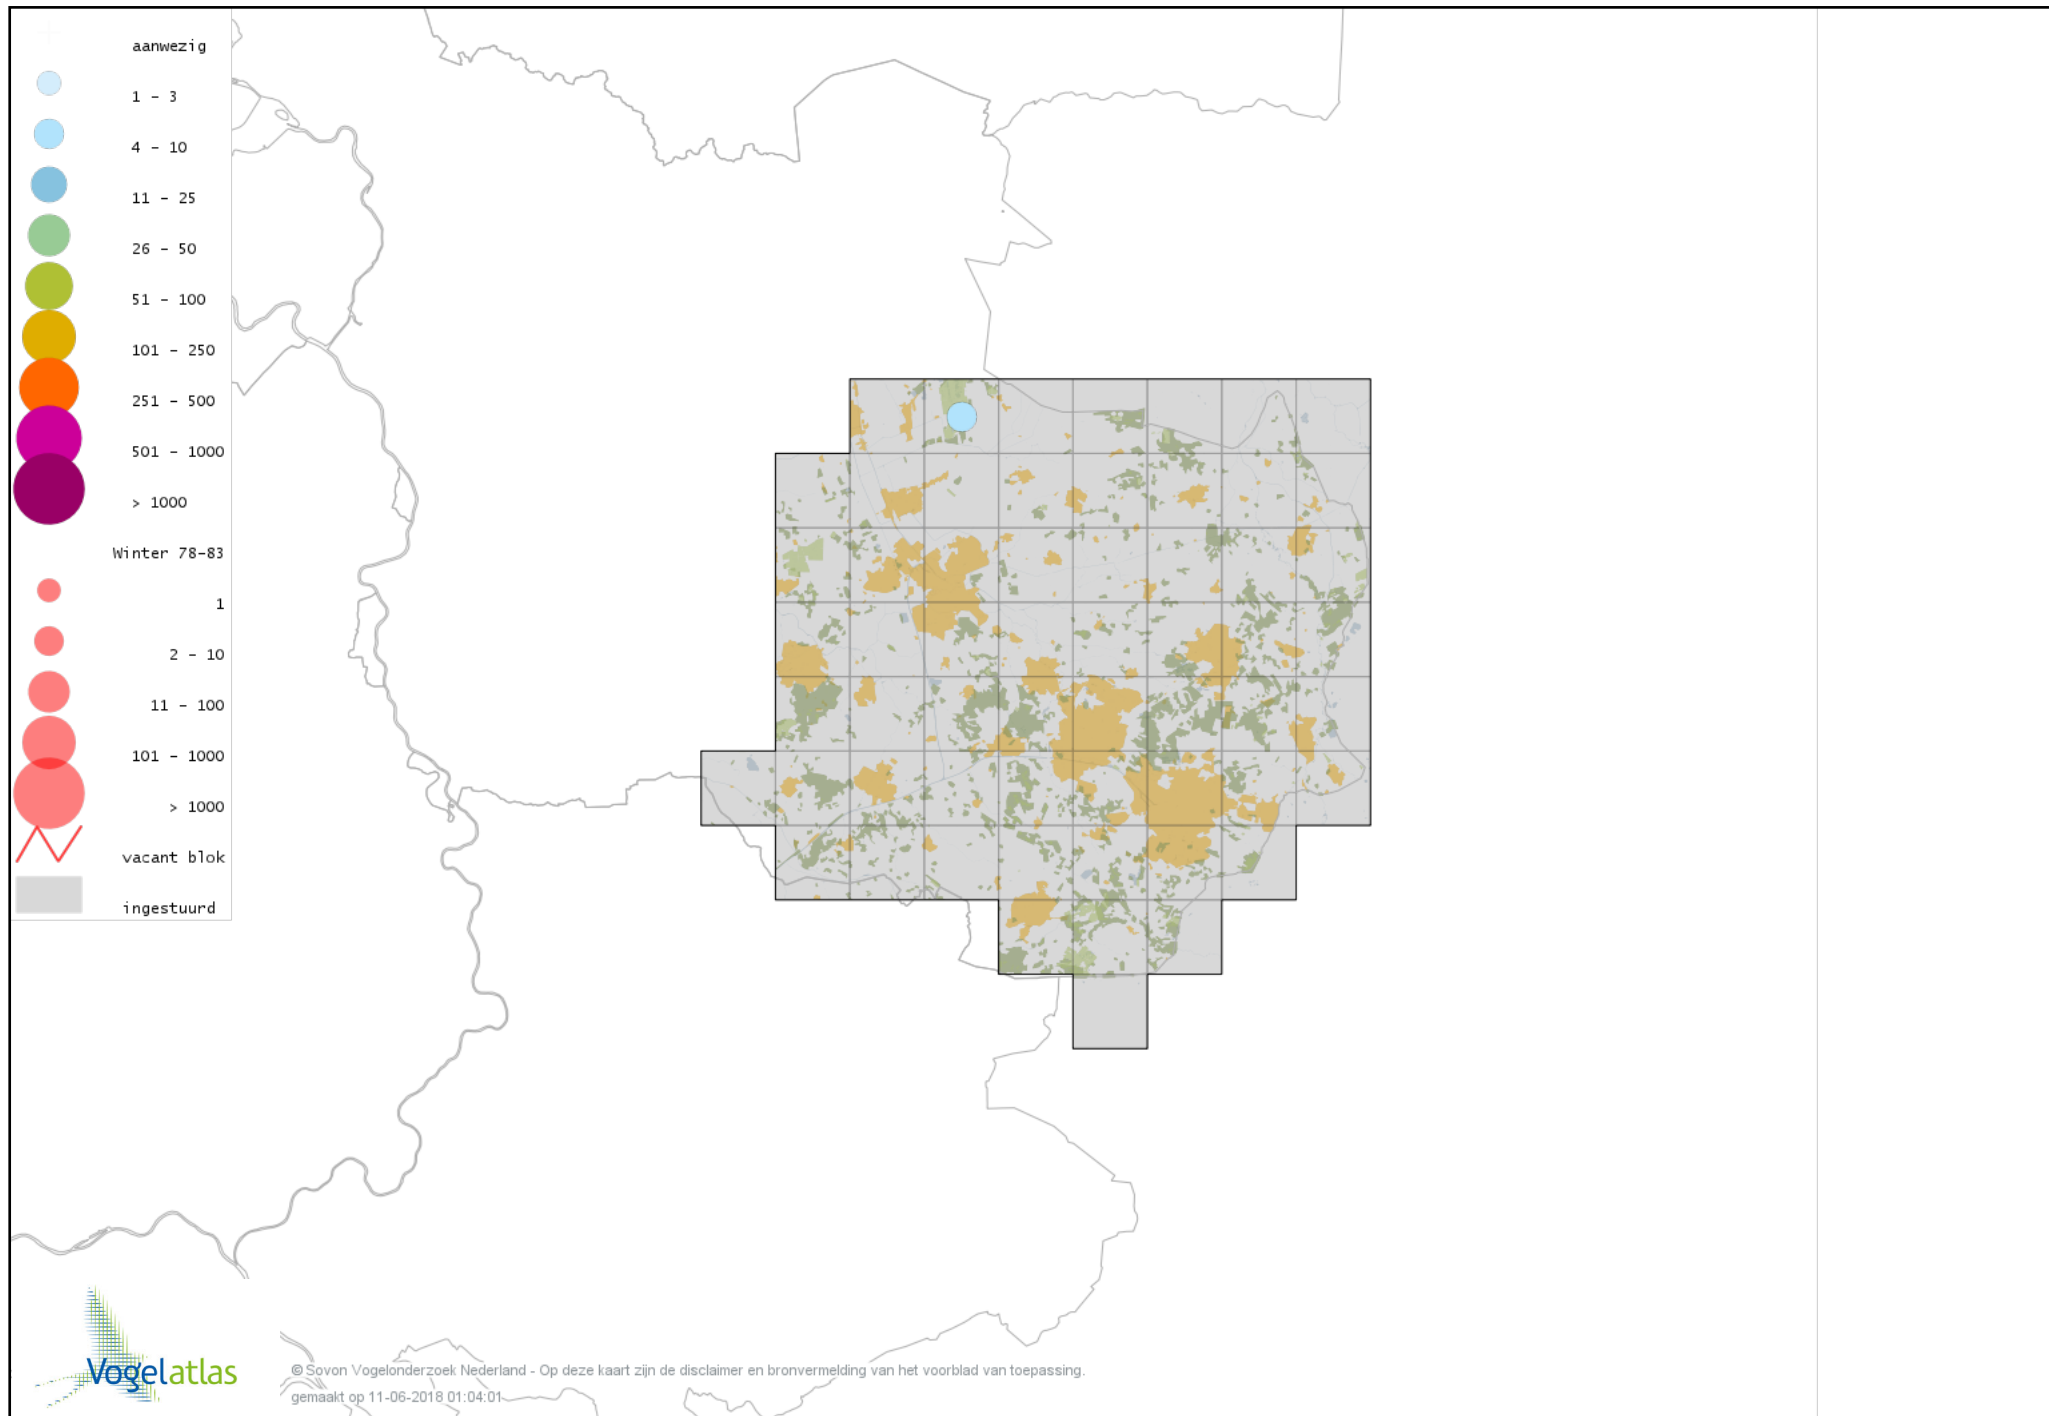 aanwezig
1 - 3
4 - 10
11 - 25
26 - 50
51 - 100
101 - 250
251 - 500
501 - 1000
> 1000
Winter 78-83
1
2 - 10
11 - 100
101 - 1000
> 1000
vacant blok
ingestuurd
Vogelatlas
© Sovon Vogelonderzoek Nederland - Op deze kaart zijn de disclaimer en bronvermelding van het voorblad van toepassing.
gemaakt op 11-06-2018 01:04:01